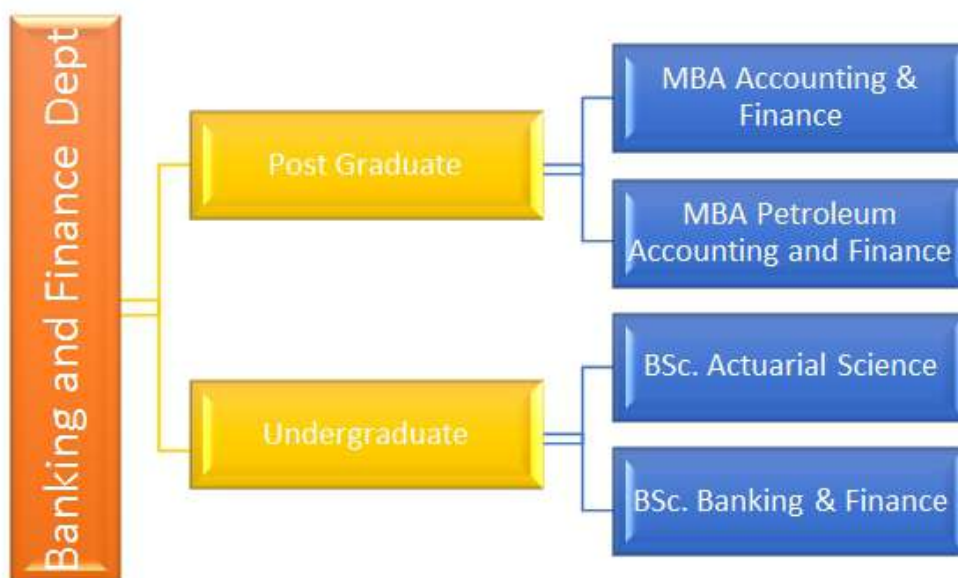 Banking and Finance Dept
Post Graduate
MBA Accounting &
Finance
MBA Petroleum
Accounting and Finance
Undergraduate
BSc. Actuarial Science
BSc. Banking & Finance